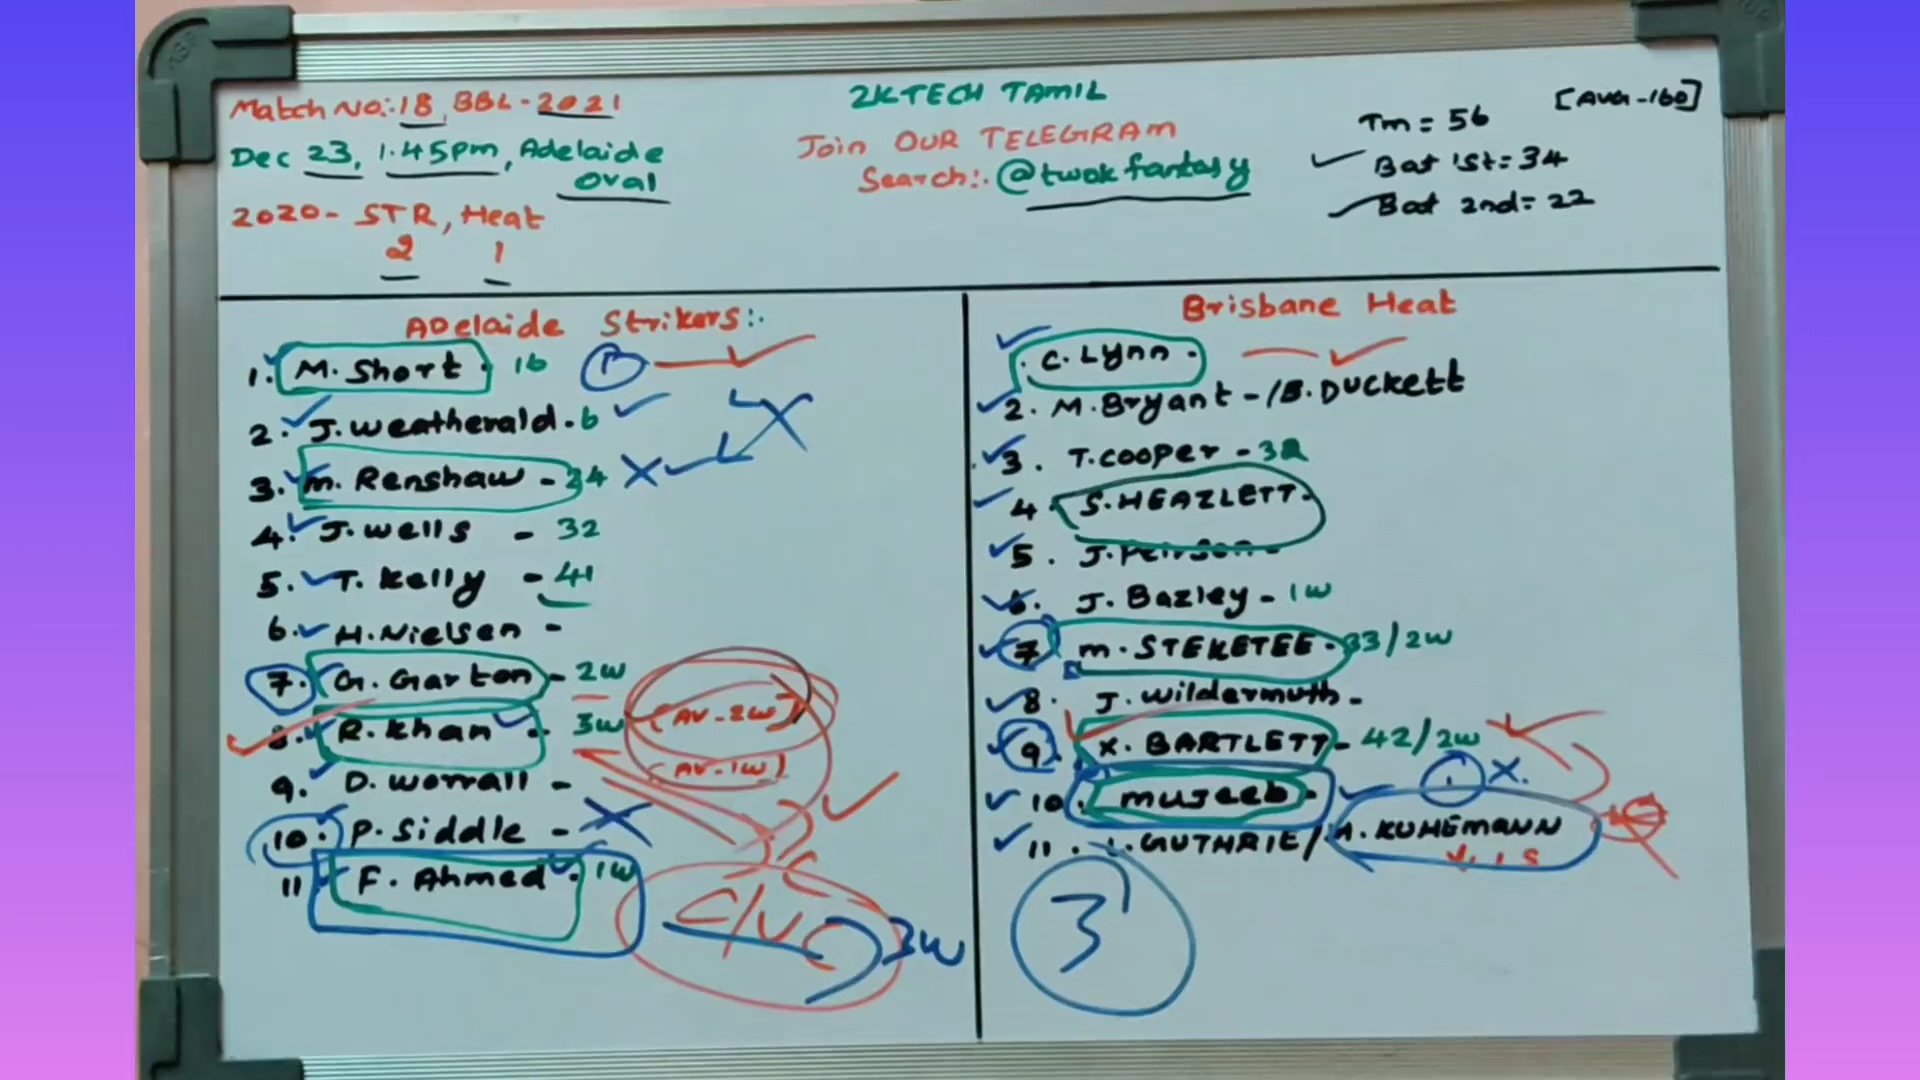 Match No:-18, BBL-2021
Dec 23, 1.45pm, Adelaide
oval
2020- STR, Heat
2 1
2KTECH TAMIL
Join OUR TELEGRAM
Search:- @twokfantasy
[AVG-160]
Tm = 56
Bat 1st = 34
Bat 2nd = 22
Adelaide Strikers:-
1. M. Short - 16 1
2. J. Weatherald - 6
3. M. Renshaw - 24
4. J. Wells - 32
5. T. Kelly - 41
6. H. Nielsen -
7. G. Garton - 2w
(AV-2w)
8. R. Khan - 3w
(AV-1w)
9. D. Worrall -
10. P. Siddle -
11 F. Ahmed - 1w
C/VC 3w
Brisbane Heat
. C. Lynn -
2. M. Bryant - /B. DUCKETT
3. T. Cooper - 32
4. S. HEAZLETT-
5. J. Peirson -
6. J. Bazley - 1w
7 M. STEKETEE - 33/2w
8. J. Wildermuth -
9. X. BARTLETT - 42/2w
10. mujeeb -
11. L. GUTHRIE/M. KUHEMANN
3